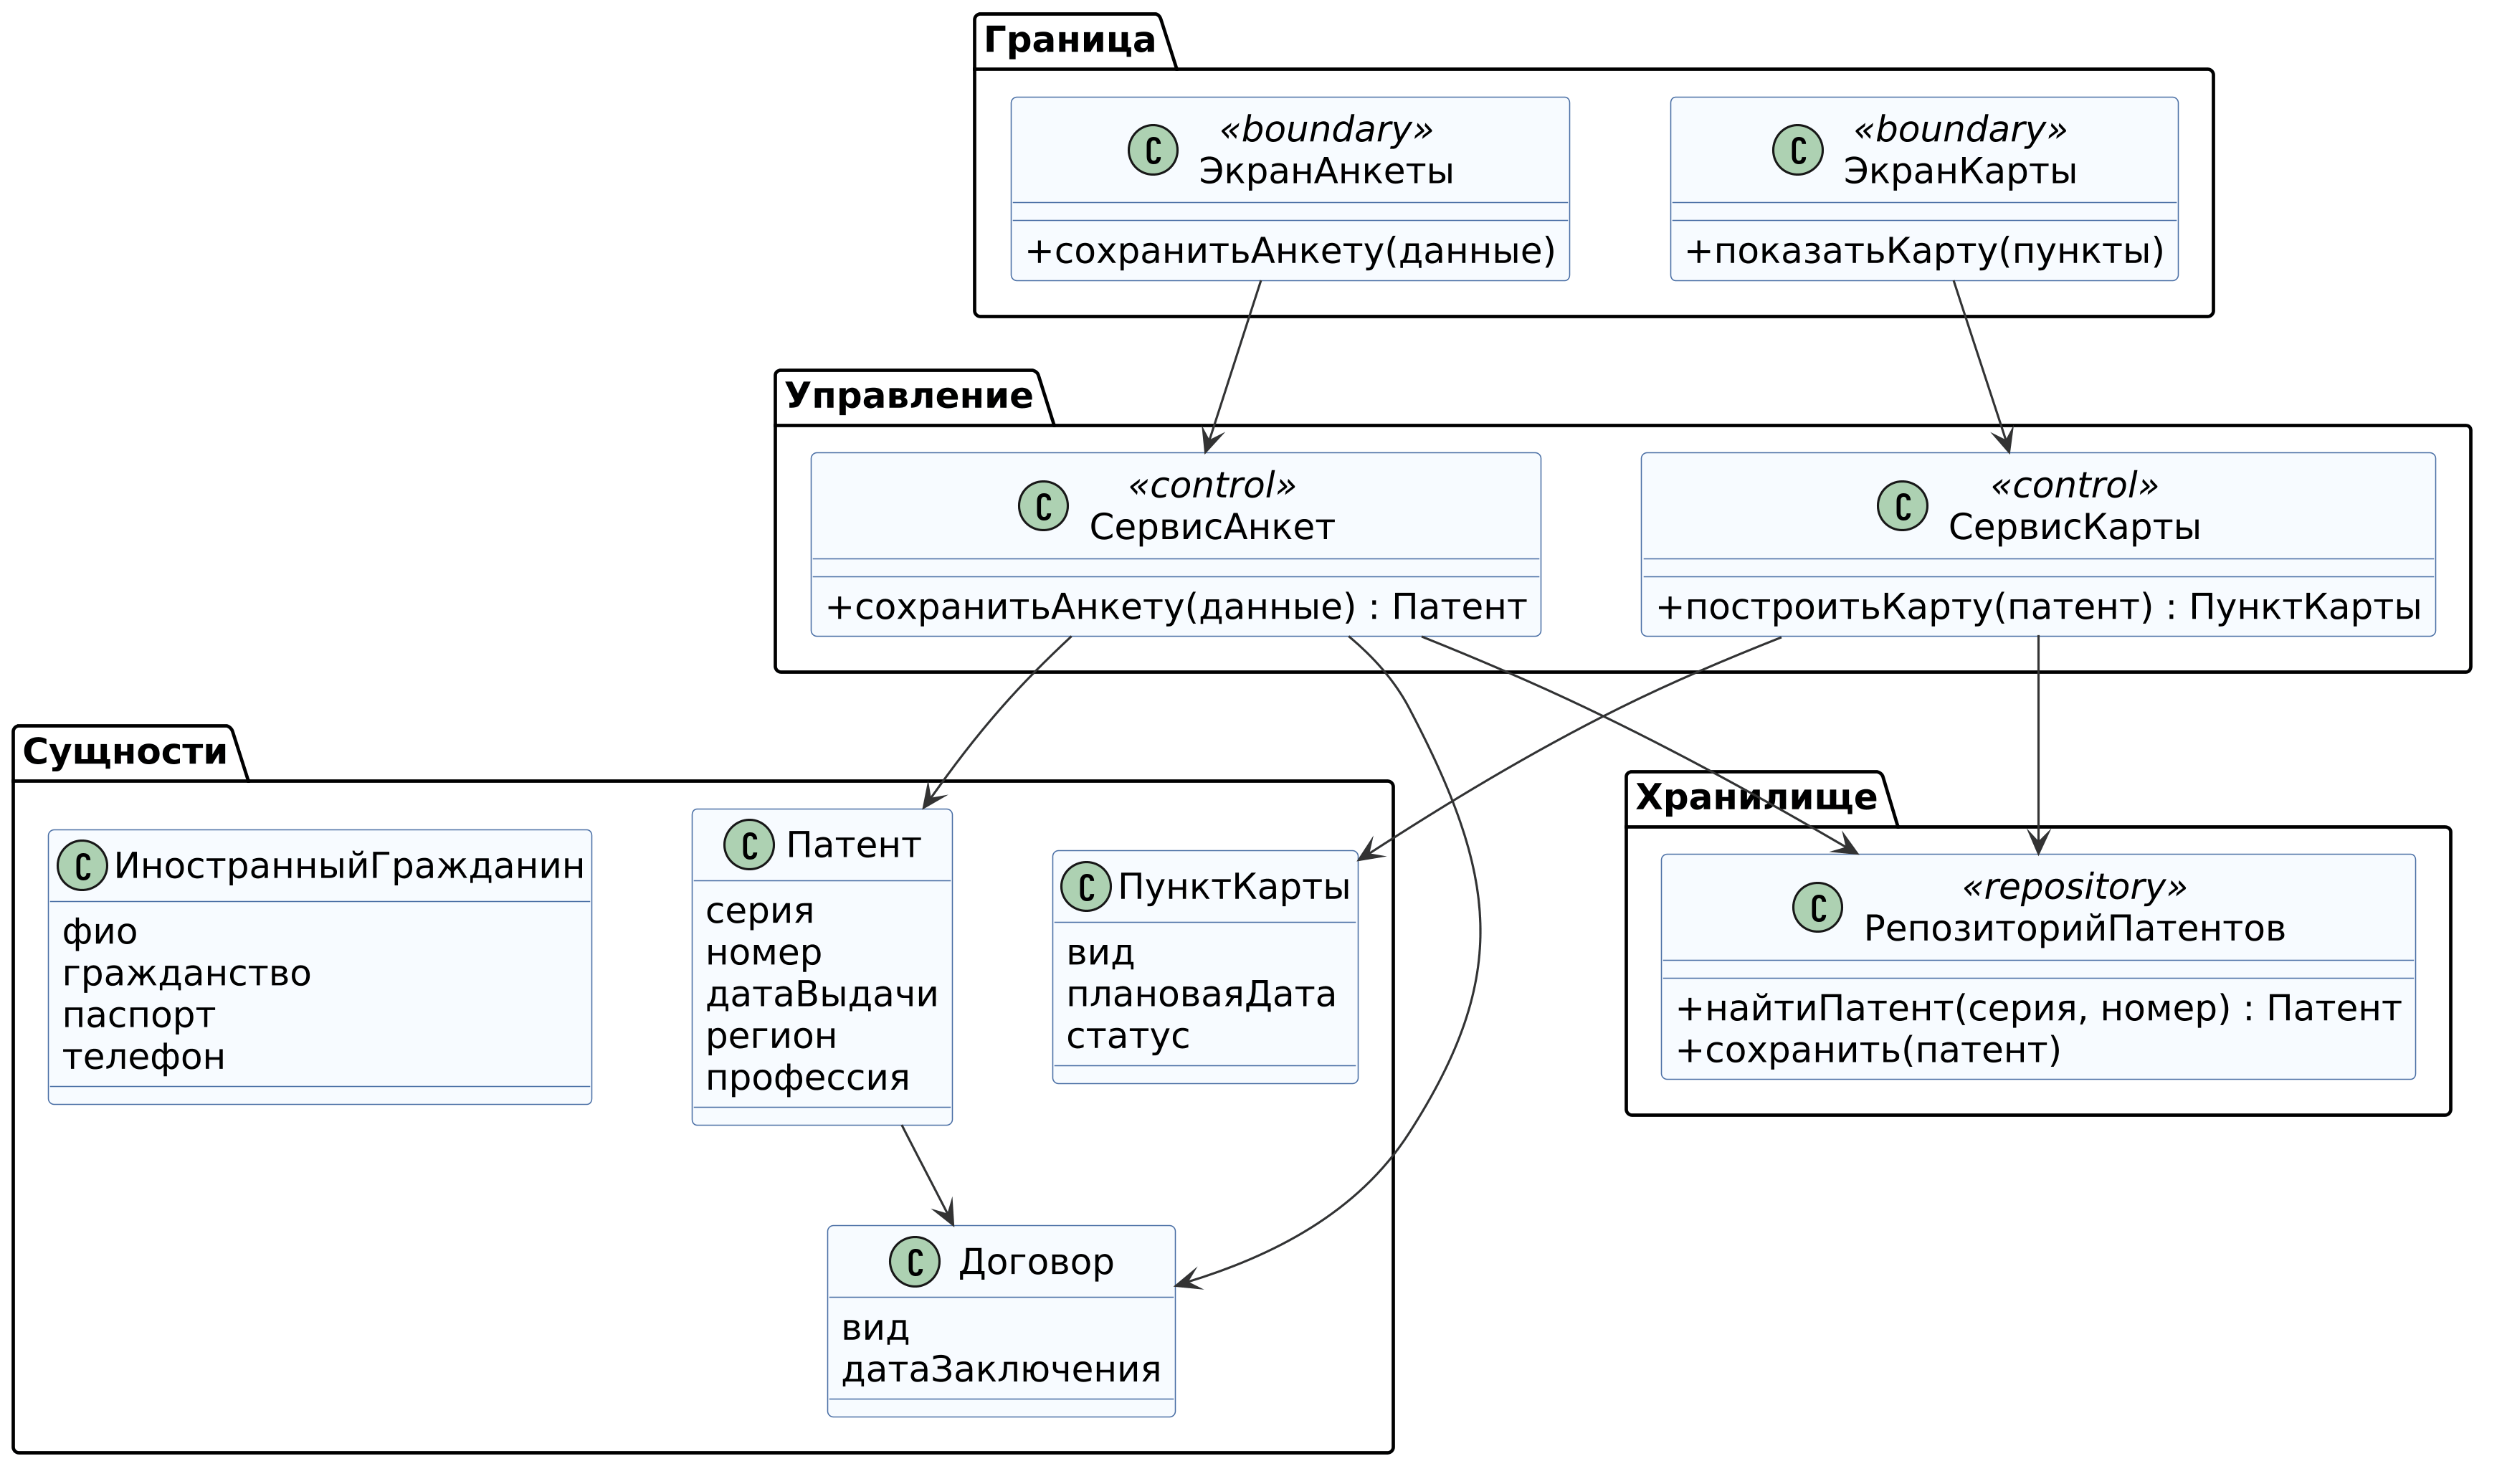 Граница
C
«boundary»
ЭкранАнкеты
+сохранитьАнкету(данные)
C
«boundary»
ЭкранКарты
+показатьКарту(пункты)
Управление
C
«control»
СервисАнкет
+сохранитьАнкету(данные) : Патент
C
«control»
СервисКарты
+построитьКарту(патент) : ПунктКарты
Сущности
C
ИностранныйГражданин
фио
гражданство
паспорт
телефон
C
Патент
серия
номер
датаВыдачи
регион
профессия
C
ПунктКарты
вид
плановаяДата
статус
C
Договор
вид
датаЗаключения
Хранилище
C
«repository»
РепозиторийПатентов
+найтиПатент(серия, номер) : Патент
+сохранить(патент)